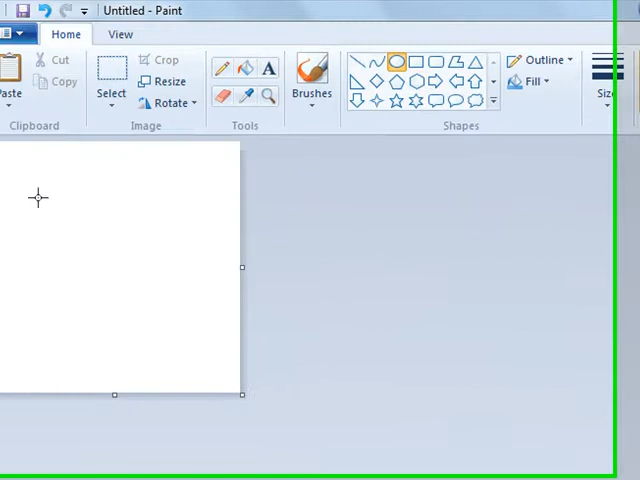 Untitled - Paint
Home View
Paste
Cut
Copy
Clipboard
Select
Crop
Resize
Rotate
Image
A
Tools
Brushes
Shapes
Outline
Fill
Size